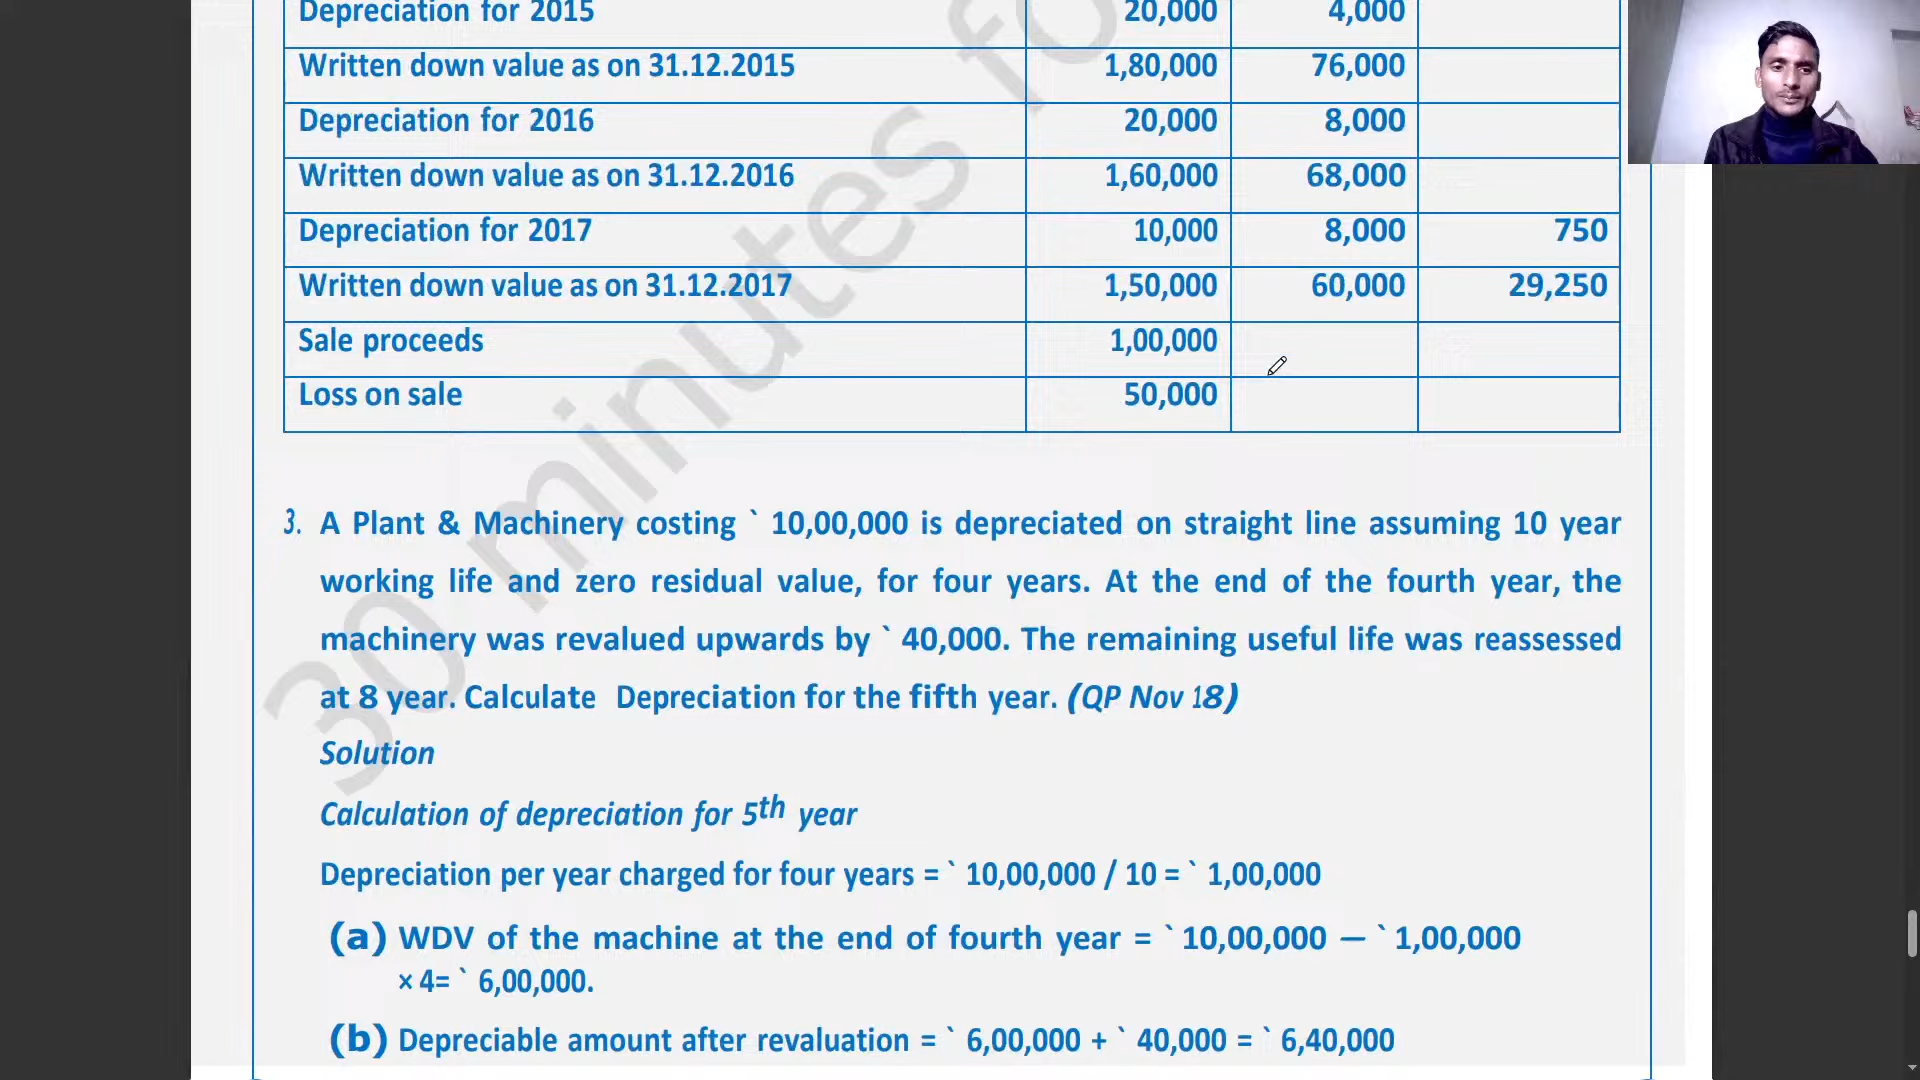 Depreciation for 2015 20,000 4,000
Written down value as on 31.12.2015 1,80,000 76,000
Depreciation for 2016 20,000 8,000
Written down value as on 31.12.2016 1,60,000 68,000
Depreciation for 2017 10,000 8,000 750
Written down value as on 31.12.2017 1,50,000 60,000 29,250
Sale proceeds 1,00,000
Loss on sale 50,000
30 minutes fo
3. A Plant & Machinery costing ` 10,00,000 is depreciated on straight line assuming 10 year
working life and zero residual value, for four years. At the end of the fourth year, the
machinery was revalued upwards by ` 40,000. The remaining useful life was reassessed
at 8 year. Calculate Depreciation for the fifth year. (QP Nov 18)
Solution
Calculation of depreciation for 5th year
Depreciation per year charged for four years = ` 10,00,000 / 10 = ` 1,00,000
(a) WDV of the machine at the end of fourth year = ` 10,00,000 – ` 1,00,000
× 4= ` 6,00,000.
(b) Depreciable amount after revaluation = ` 6,00,000 + ` 40,000 = ` 6,40,000